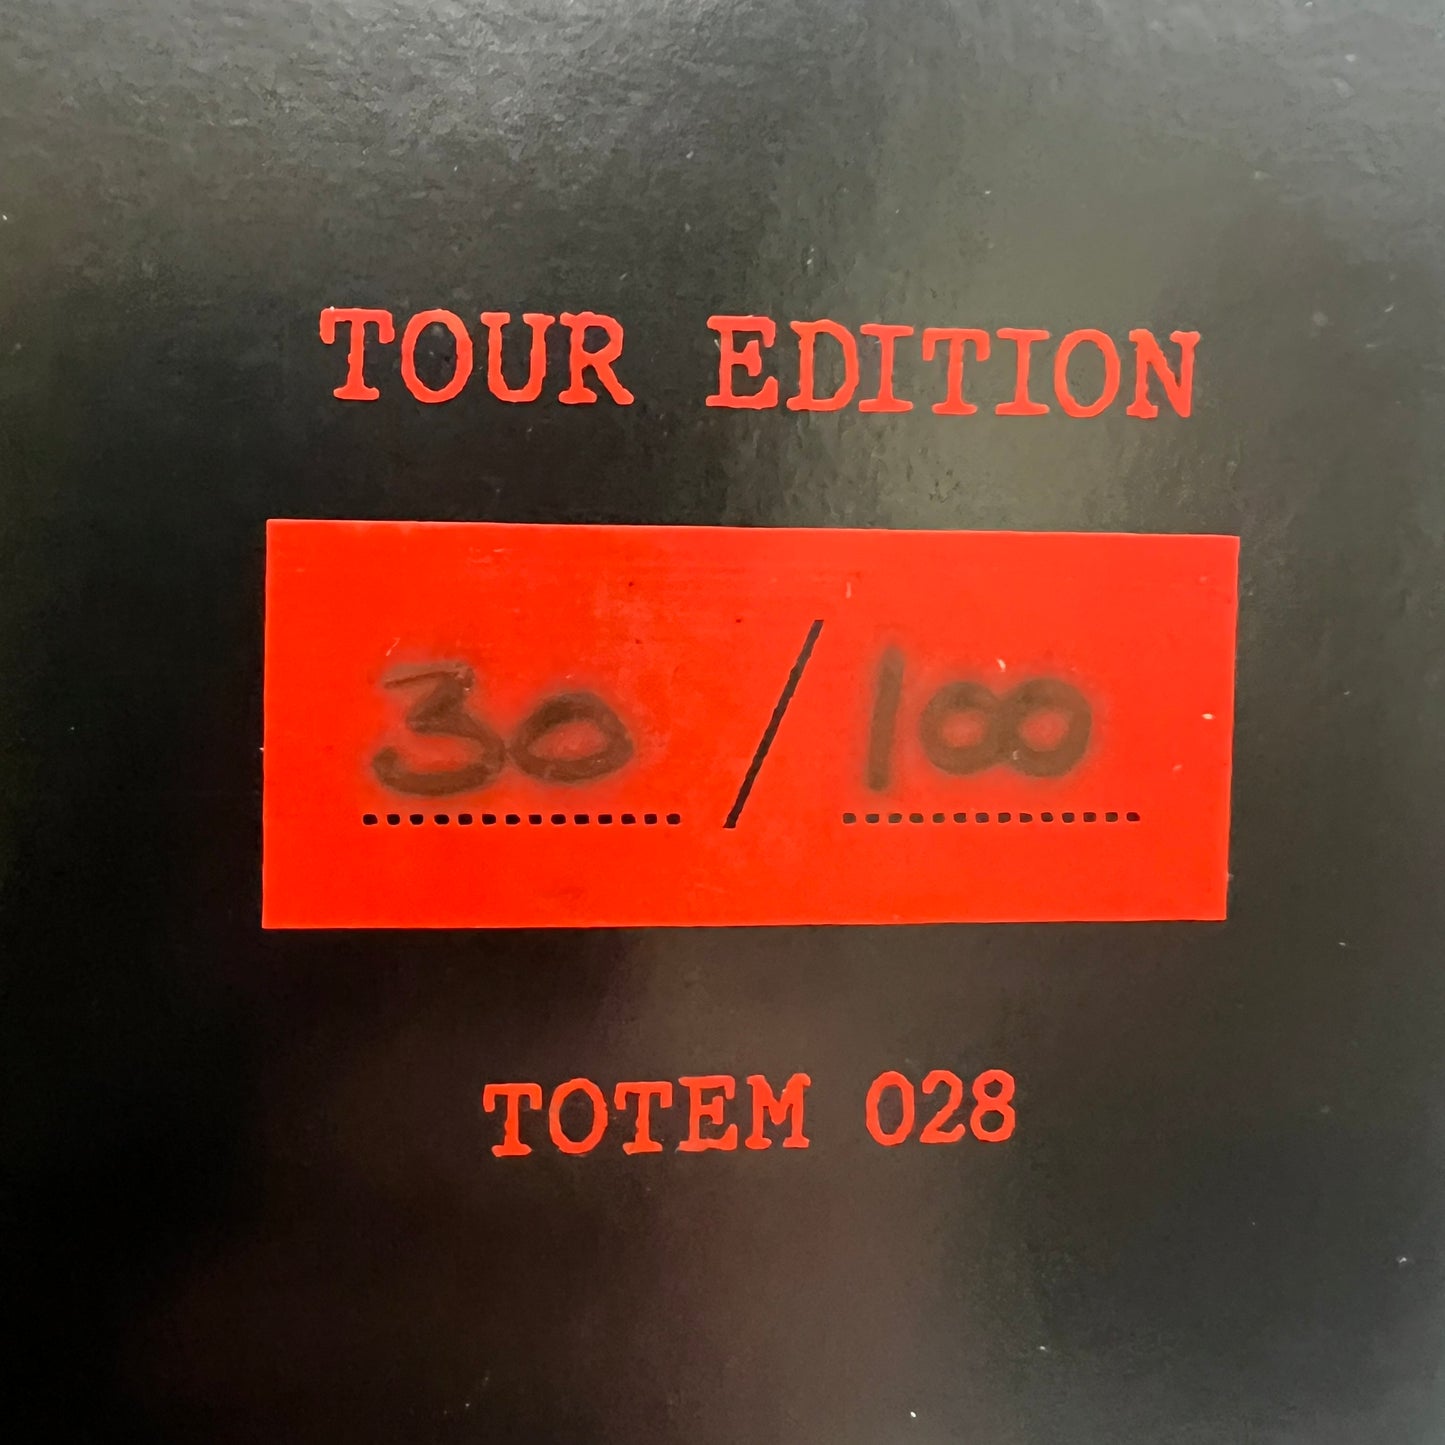 TOUR EDITION
30 / 100
TOTEM 028